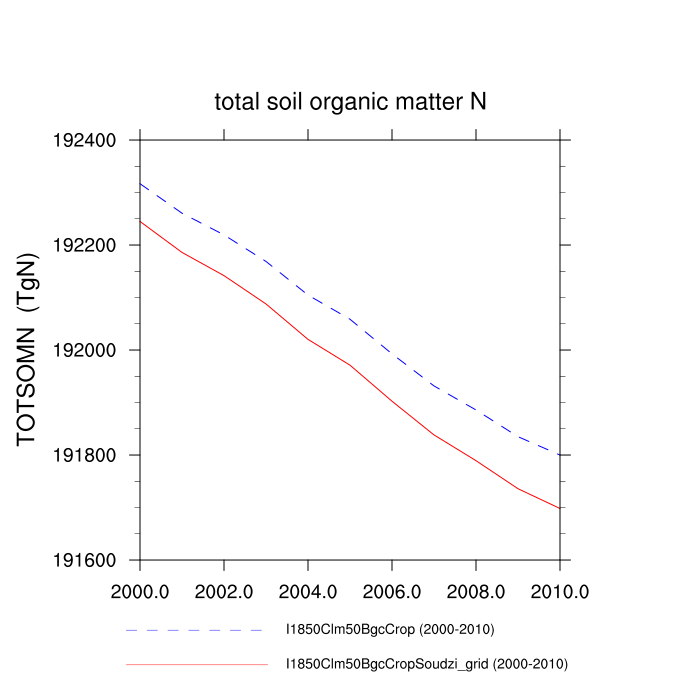 total soil organic matter N
TOTSOMN (TgN)
192400
192200
192000
191800
191600
2000.0 2002.0 2004.0 2006.0 2008.0 2010.0
I1850Clm50BgcCrop (2000-2010)
I1850Clm50BgcCropSoudzi_grid (2000-2010)